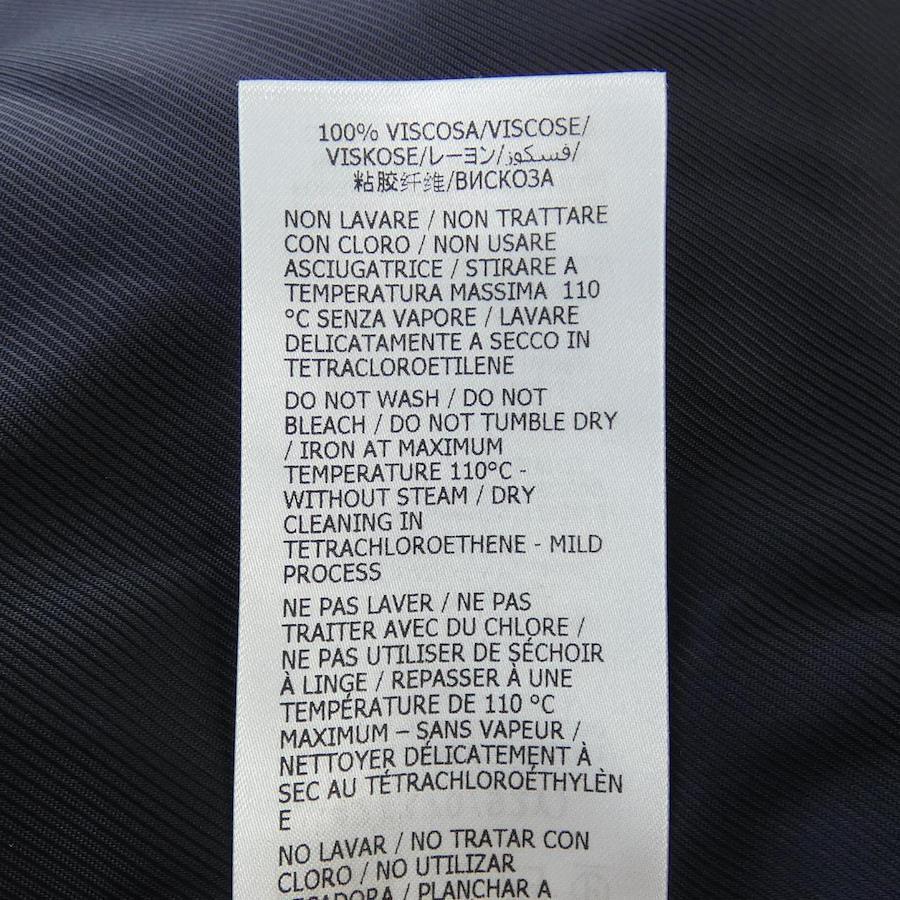 100% VISCOSA/VISCOSE/
VISKOSE/レーヨン/فسكوز/
粘胶纤维/ВИСКОЗА
NON LAVARE / NON TRATTARE
CON CLORO / NON USARE
ASCIUGATRICE / STIRARE A
TEMPERATURA MASSIMA 110
°C SENZA VAPORE / LAVARE
DELICATAMENTE A SECCO IN
TETRACLOROETILENE
DO NOT WASH / DO NOT
BLEACH / DO NOT TUMBLE DRY
/ IRON AT MAXIMUM
TEMPERATURE 110°C -
WITHOUT STEAM / DRY
CLEANING IN
TETRACHLOROETHENE - MILD
PROCESS
NE PAS LAVER / NE PAS
TRAITER AVEC DU CHLORE /
NE PAS UTILISER DE SÉCHOIR
À LINGE / REPASSER À UNE
TEMPÉRATURE DE 110 °C
MAXIMUM – SANS VAPEUR /
NETTOYER DÉLICATEMENT À
SEC AU TÉTRACHLOROÉTHYLÈN
E
NO LAVAR / NO TRATAR CON
CLORO / NO UTILIZAR
/ PLANCHAR A